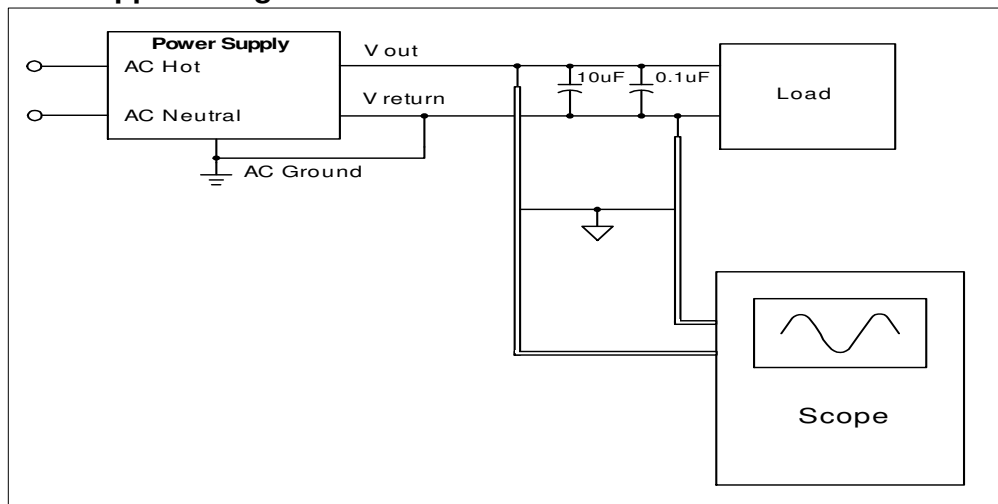 Power Supply
V out
AC Hot
10uF
0.1uF
Load
V return
AC Neutral
AC Ground
Scope